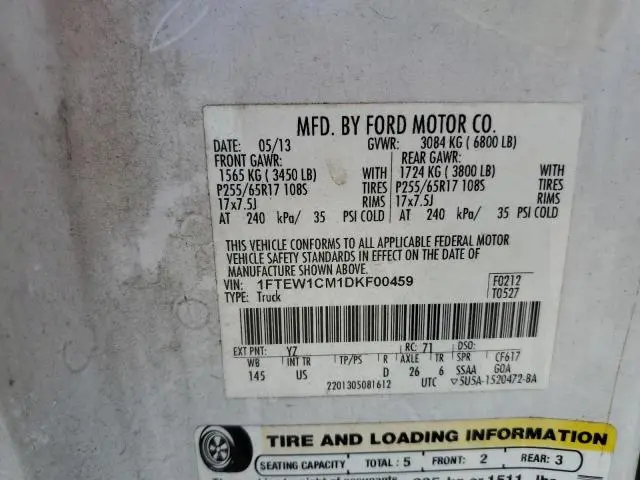 MFD. BY FORD MOTOR CO.
DATE: 05/13 GVWR: 3084 KG ( 6800 LB)
FRONT GAWR: REAR GAWR:
1565 KG ( 3450 LB) WITH 1724 KG ( 3800 LB) WITH
P255/65R17 108S TIRES P255/65R17 108S TIRES
17x7.5J RIMS 17x7.5J RIMS
AT 240 kPa/ 35 PSI COLD AT 240 kPa/ 35 PSI COLD
THIS VEHICLE CONFORMS TO ALL APPLICABLE FEDERAL MOTOR
VEHICLE SAFETY STANDARDS IN EFFECT ON THE DATE OF
MANUFACTURE SHOWN ABOVE.
VIN: 1FTEW1CM1DKF00459 F0212
TYPE: Truck T0527
EXT PNT: YZ RC: 71 DSO:
WB INT TR TP/PS R AXLE TR SPR CF617
145 US D 26 6 SSAA GOA
2201305081612 UTC ▽5U5A-1520472-BA
TIRE AND LOADING INFORMATION
SEATING CAPACITY TOTAL: 5 FRONT: 2 REAR: 3